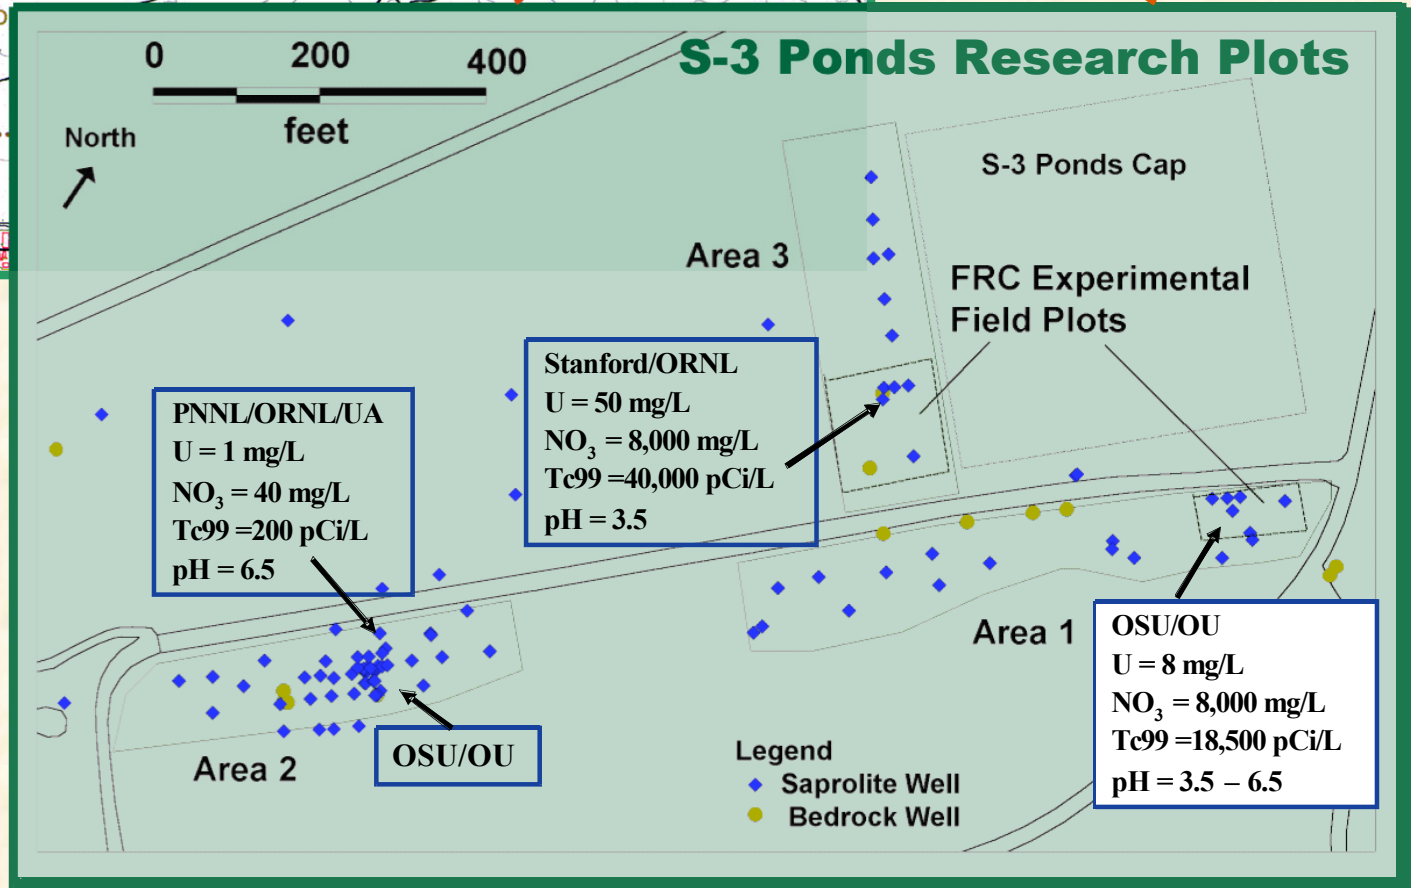 S-3 Ponds Research Plots
0 200 400
feet
North
S-3 Ponds Cap
Area 3
FRC Experimental
Field Plots
Stanford/ORNL
U = 50 mg/L
NO3 = 8,000 mg/L
Tc99 =40,000 pCi/L
pH = 3.5
PNNL/ORNL/UA
U = 1 mg/L
NO3 = 40 mg/L
Tc99 =200 pCi/L
pH = 6.5
Area 1
OSU/OU
U = 8 mg/L
NO3 = 8,000 mg/L
Tc99 =18,500 pCi/L
pH = 3.5 – 6.5
OSU/OU
Area 2
Legend
Saprolite Well
Bedrock Well